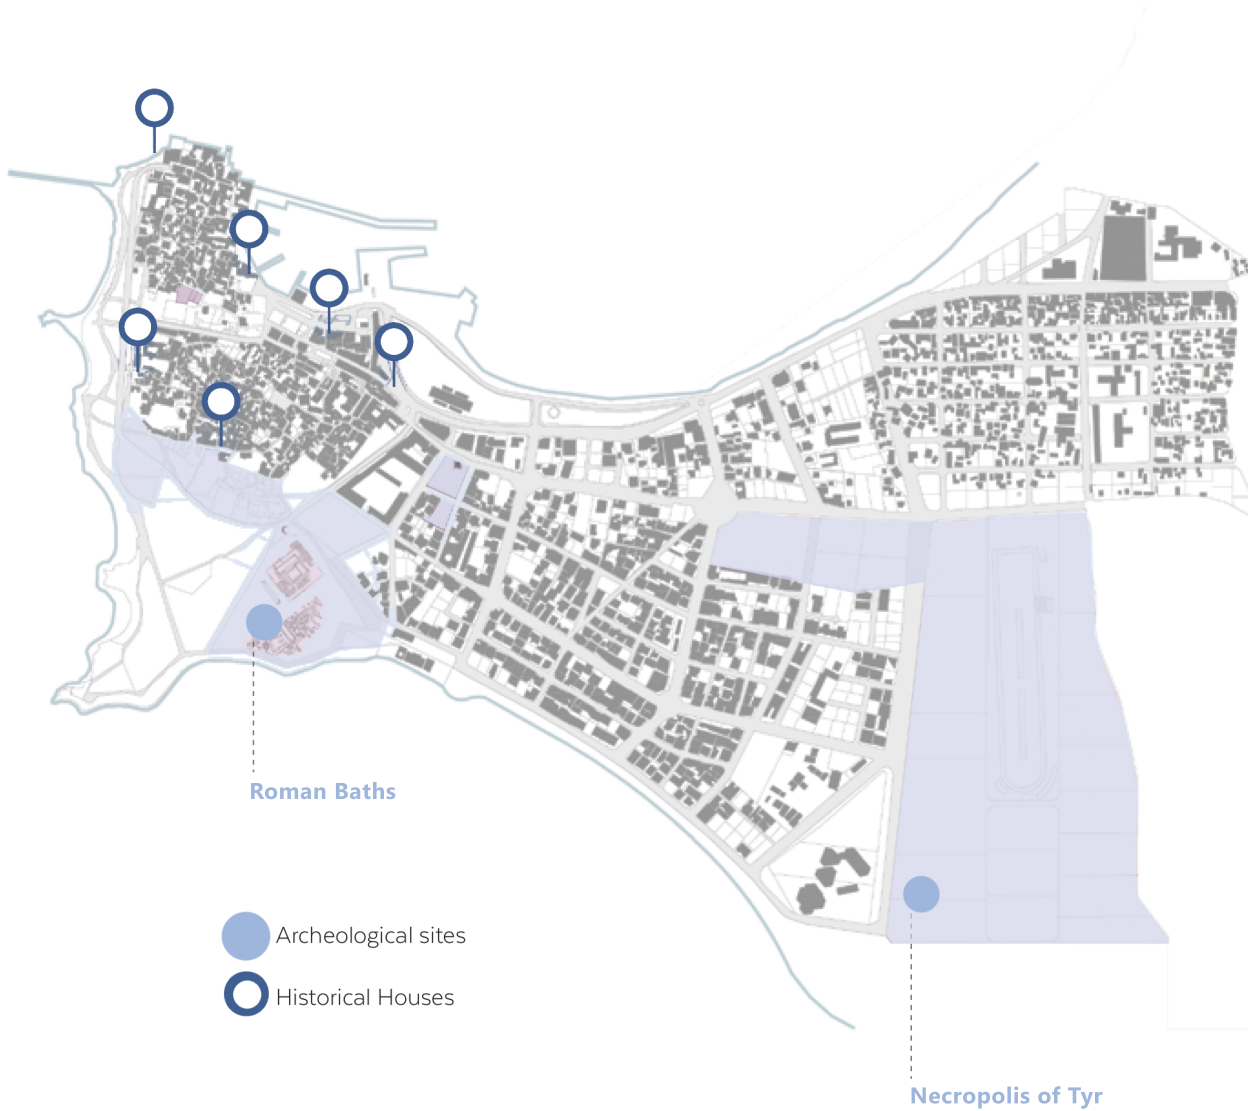 Roman Baths
Archeological sites
Historical Houses
Necropolis of Tyr